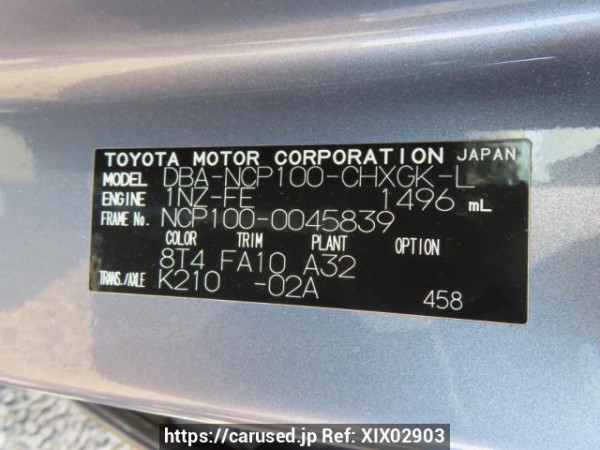 TOYOTA MOTOR CORPORATION JAPAN
MODEL DBA-NCP100-CHXGK-L
ENGINE 1NZ-FE 1496 mL
FRAME No. NCP100-0045839
COLOR TRIM PLANT OPTION
8T4 FA10 A32
TRANS./AXLE K210 -02A
458
https://carused.jp Ref: XIX02903